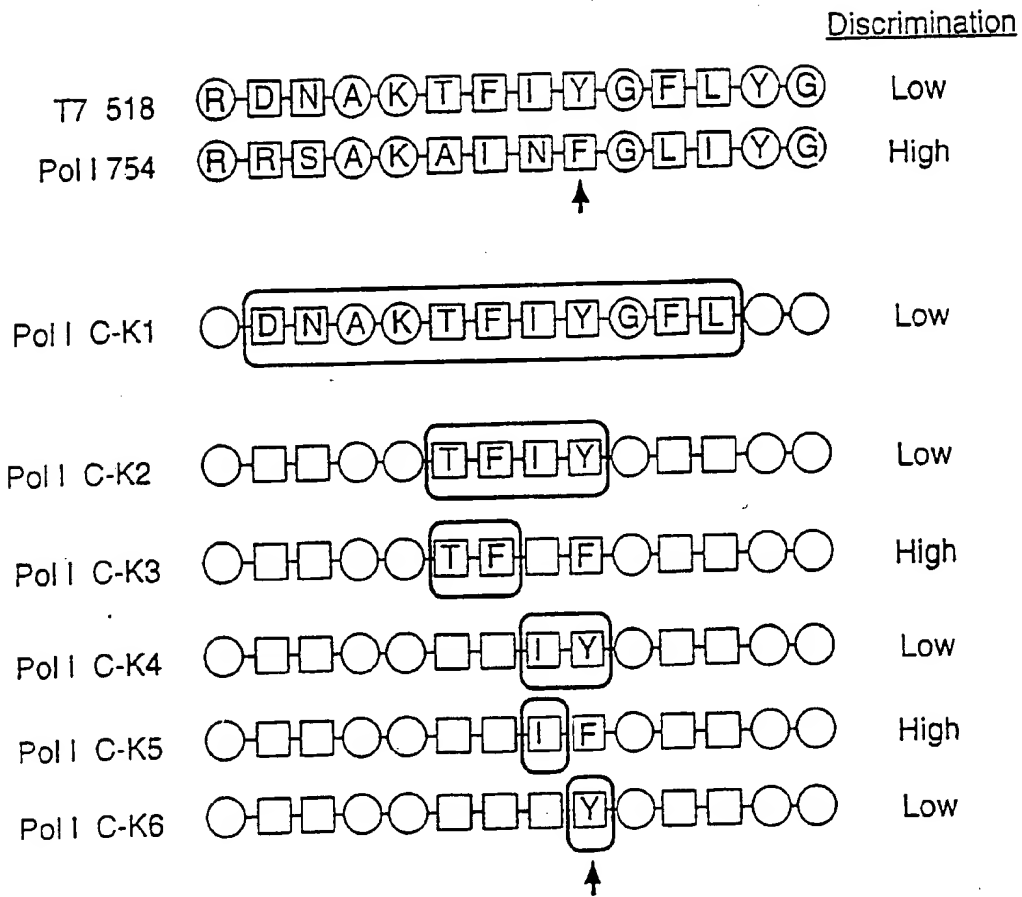 Discrimination
T7 518 R D N A K T F I Y G F L Y G Low
Pol I 754 R R S A K A I N F G L I Y G High
Pol I C-K1 D N A K T F I Y G F L Low
Pol I C-K2 T F I Y Low
Pol I C-K3 T F F High
Pol I C-K4 I Y Low
Pol I C-K5 I F High
Pol I C-K6 Y Low